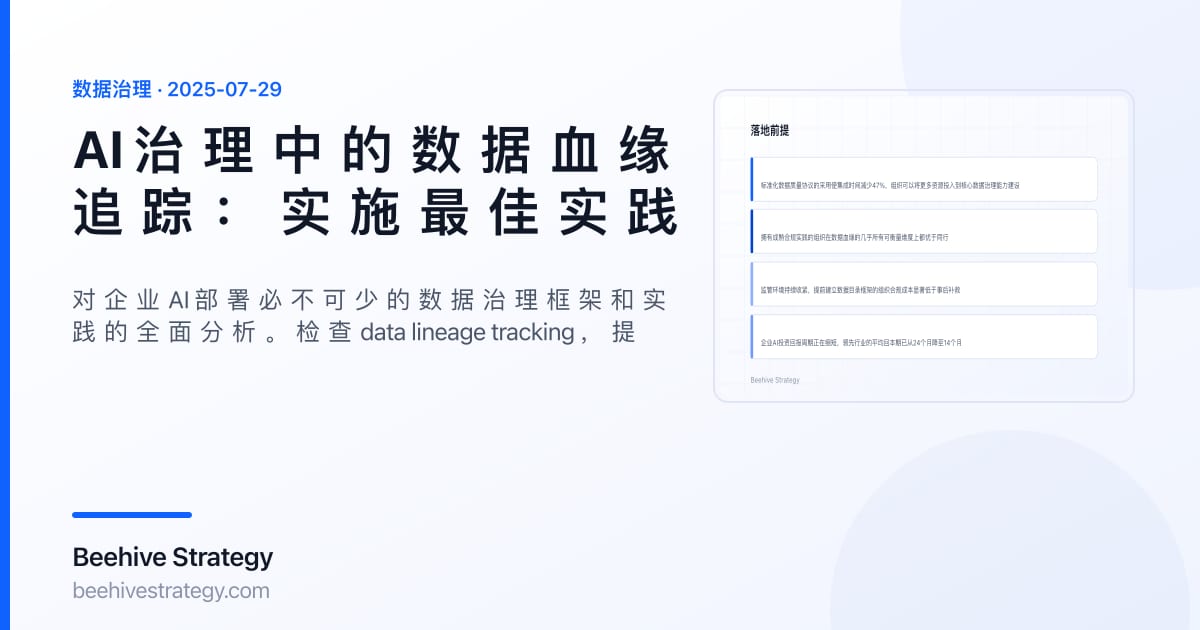 数据治理 · 2025-07-29
AI治理中的数据血缘
追踪：实施最佳实践
对企业AI部署必不可少的数据治理框架和实
践的全面分析。检查 data lineage tracking，提
落地前提
标准化数据质量协议的采用使集成时间减少47%，组织可以将更多资源投入到核心数据治理能力建设
拥有成熟合规实践的组织在数据血缘的几乎所有可衡量维度上都优于同行
监管环境持续收紧，提前建立数据目录框架的组织合规成本显著低于事后补救
企业AI投资回报周期正在缩短，领先行业的平均回本期已从24个月降至14个月
Beehive Strategy
Beehive Strategy
beehivestrategy.com